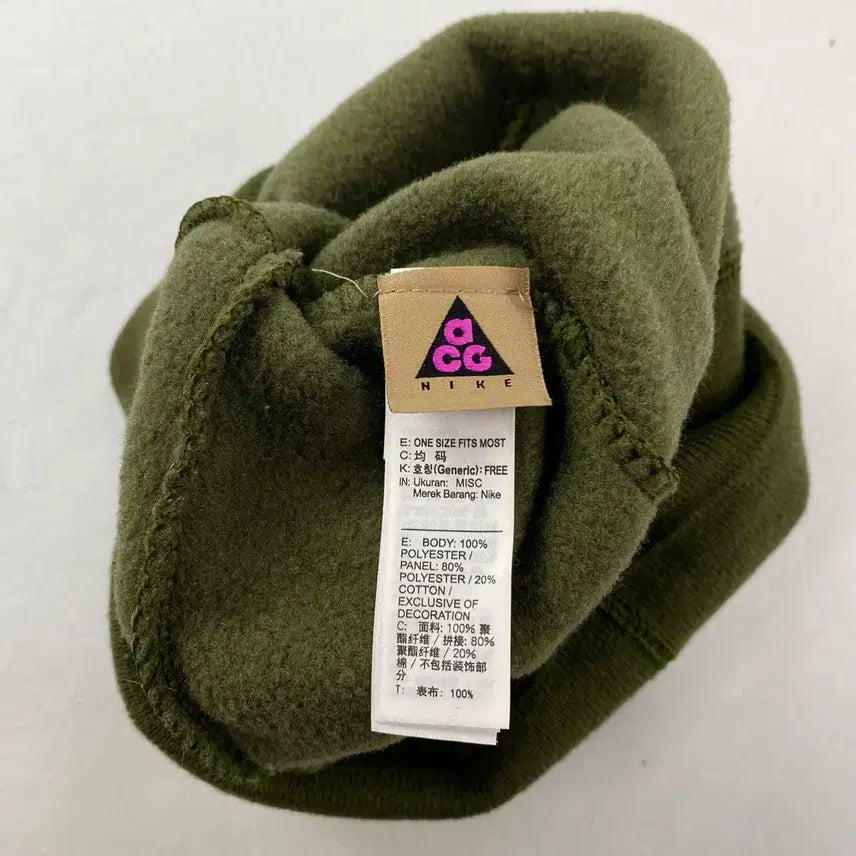 aCG
NIKE
E: ONE SIZE FITS MOST
C: 均 码
K: 호칭(Generic): FREE
IN: Ukuran: MISC
Merek Barang: Nike
E: BODY: 100%
POLYESTER /
PANEL: 80%
POLYESTER / 20%
COTTON /
EXCLUSIVE OF
DECORATION
C: 面料: 100% 聚
酯纤维 / 拼接: 80%
聚酯纤维 / 20%
棉 / 不包括装饰部
分
T: 表布: 100%